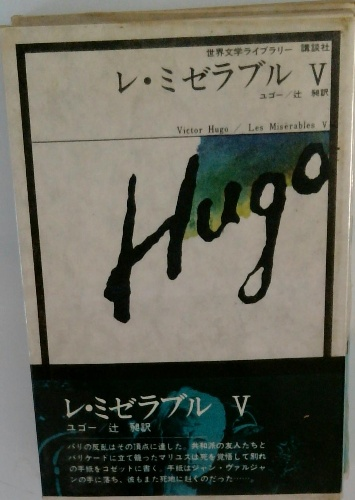 世界文学ライブラリー 講談社
レ・ミゼラブル V
ユゴー／辻 昶訳
Victor Hugo / Les Misérables V
Hugo
レ・ミゼラブル V
ユゴー／辻 昶訳
パリの反乱はその頂点に達した。共和派の友人たちと
バリケードに立て籠ったマリユスは死を覚悟して別れ
の手紙をコゼットに書く。手紙はジャン・ヴァルジャ
ンの手に落ち、彼もまた死地に赴くのだった……。